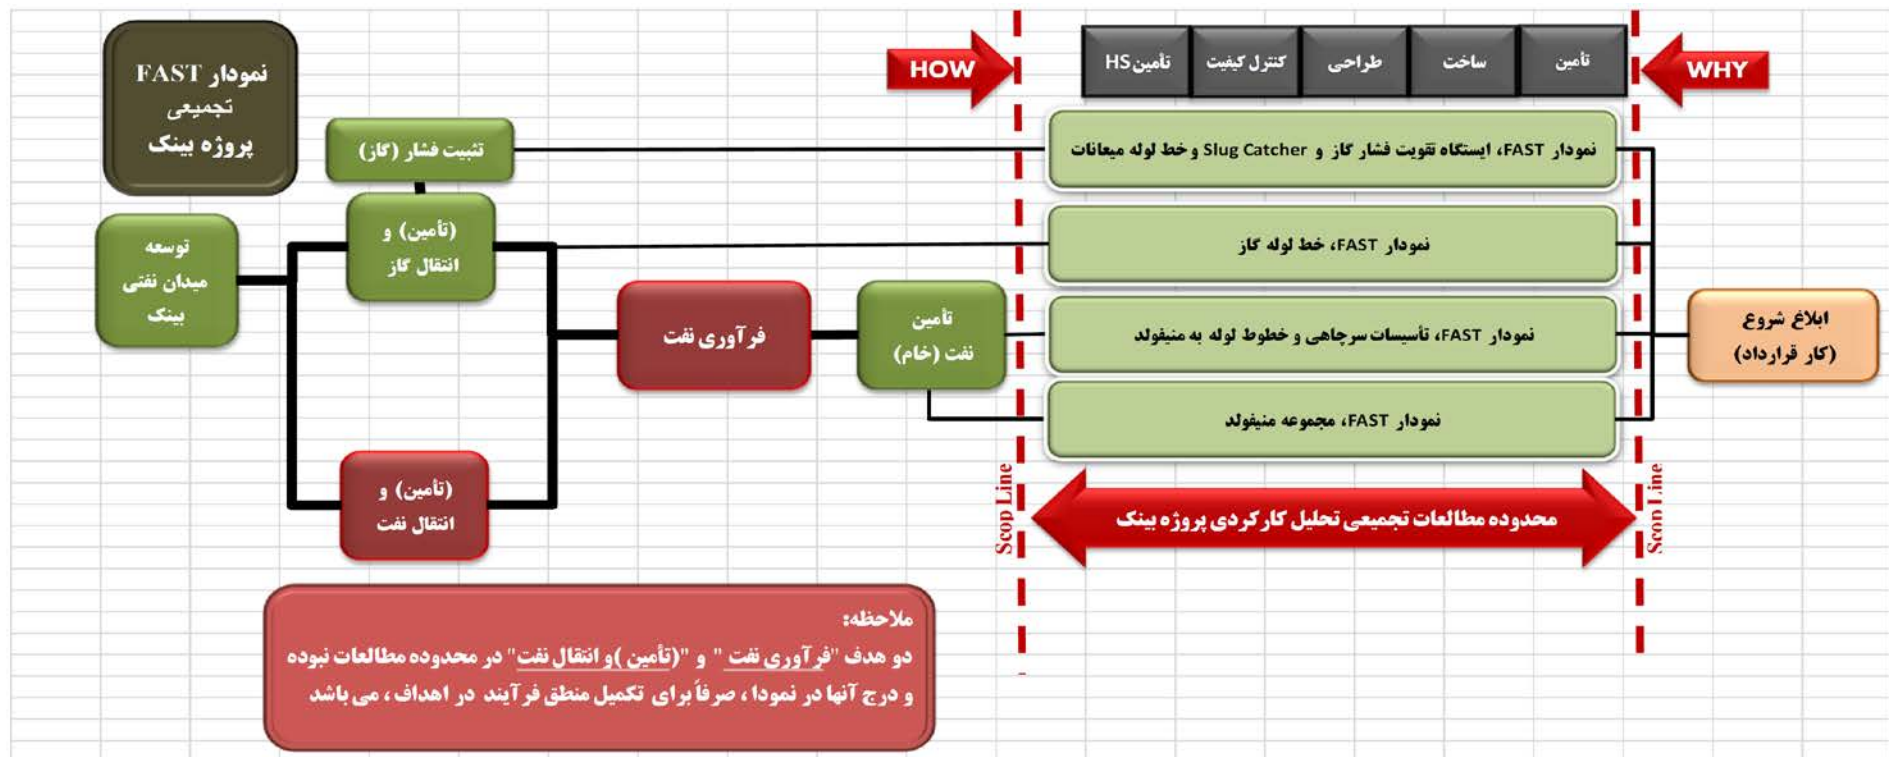 نمودار FAST
تجمیعی
پروژه بینک
HOW
تأمین
ساخت
طراحی
کنترل کیفیت
تأمین HS
WHY
تثبیت فشار (گاز)
نمودار FAST، ایستگاه تقویت فشار گاز و Slug Catcher و خط لوله میعانات
(تأمین) و
انتقال گاز
نمودار FAST، خط لوله گاز
توسعه
میدان نفتی
بینک
فرآوری نفت
تأمین
نفت (خام)
نمودار FAST، تأسیسات سرچاهی و خطوط لوله به منیفولد
ابلاغ شروع
(کار قرارداد)
نمودار FAST، مجموعه منیفولد
(تأمین) و
انتقال نفت
Scop Line
محدوده مطالعات تجمیعی تحلیل کارکردی پروژه بینک
Scop Line
ملاحظه:
دو هدف "فرآوری نفت " و "(تأمین )و انتقال نفت" در محدوده مطالعات نبوده
و درج آنها در نمودا ، صرفاً برای تکمیل منطق فرآیند در اهداف ، می باشد